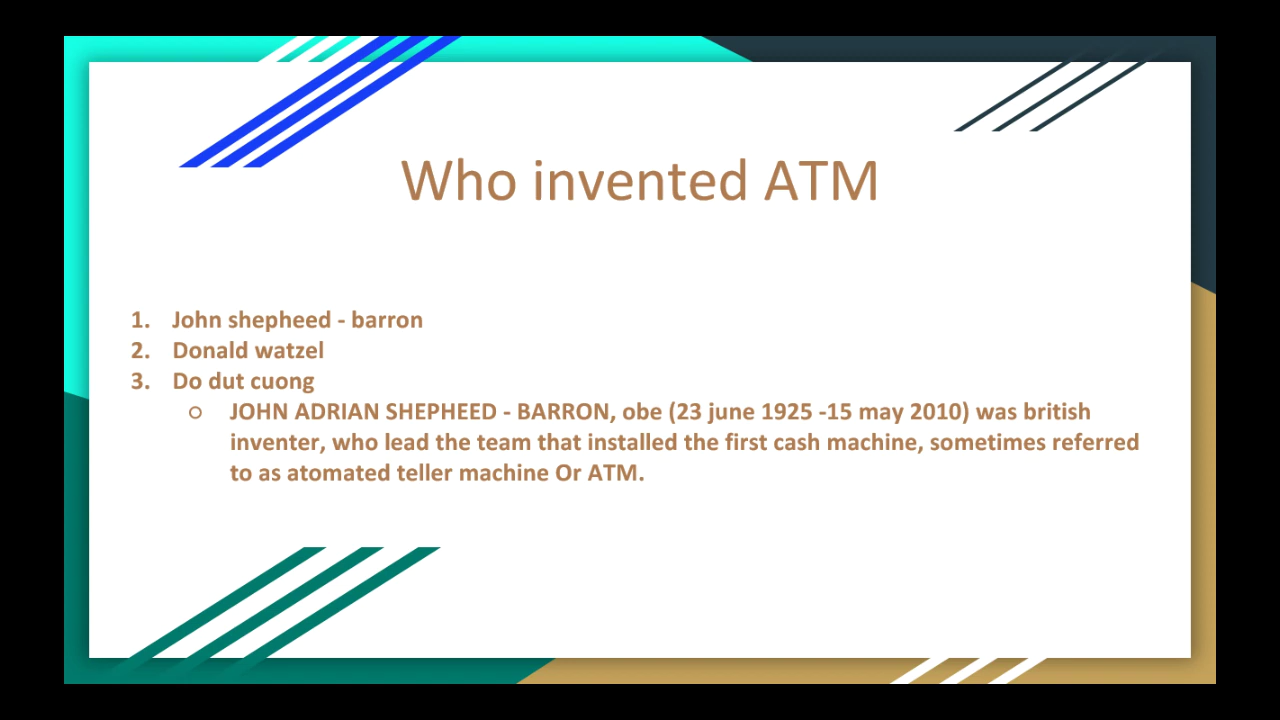 Who invented ATM
1. John shepheed - barron
2. Donald watzel
3. Do dut cuong
○ JOHN ADRIAN SHEPHEED - BARRON, obe (23 june 1925 -15 may 2010) was british
inventer, who lead the team that installed the first cash machine, sometimes referred
to as atomated teller machine Or ATM.